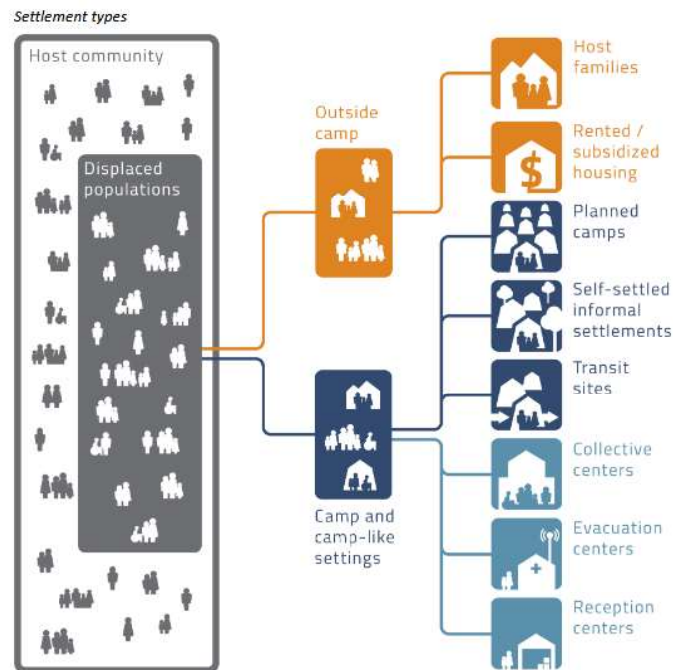 Settlement types
Host community
Displaced
populations
Outside
camp
Camp and
camp-like
settings
Host
families
Rented /
subsidized
housing
$
Planned
camps
Self-settled
informal
settlements
Transit
sites
Collective
centers
Evacuation
centers
Reception
centers